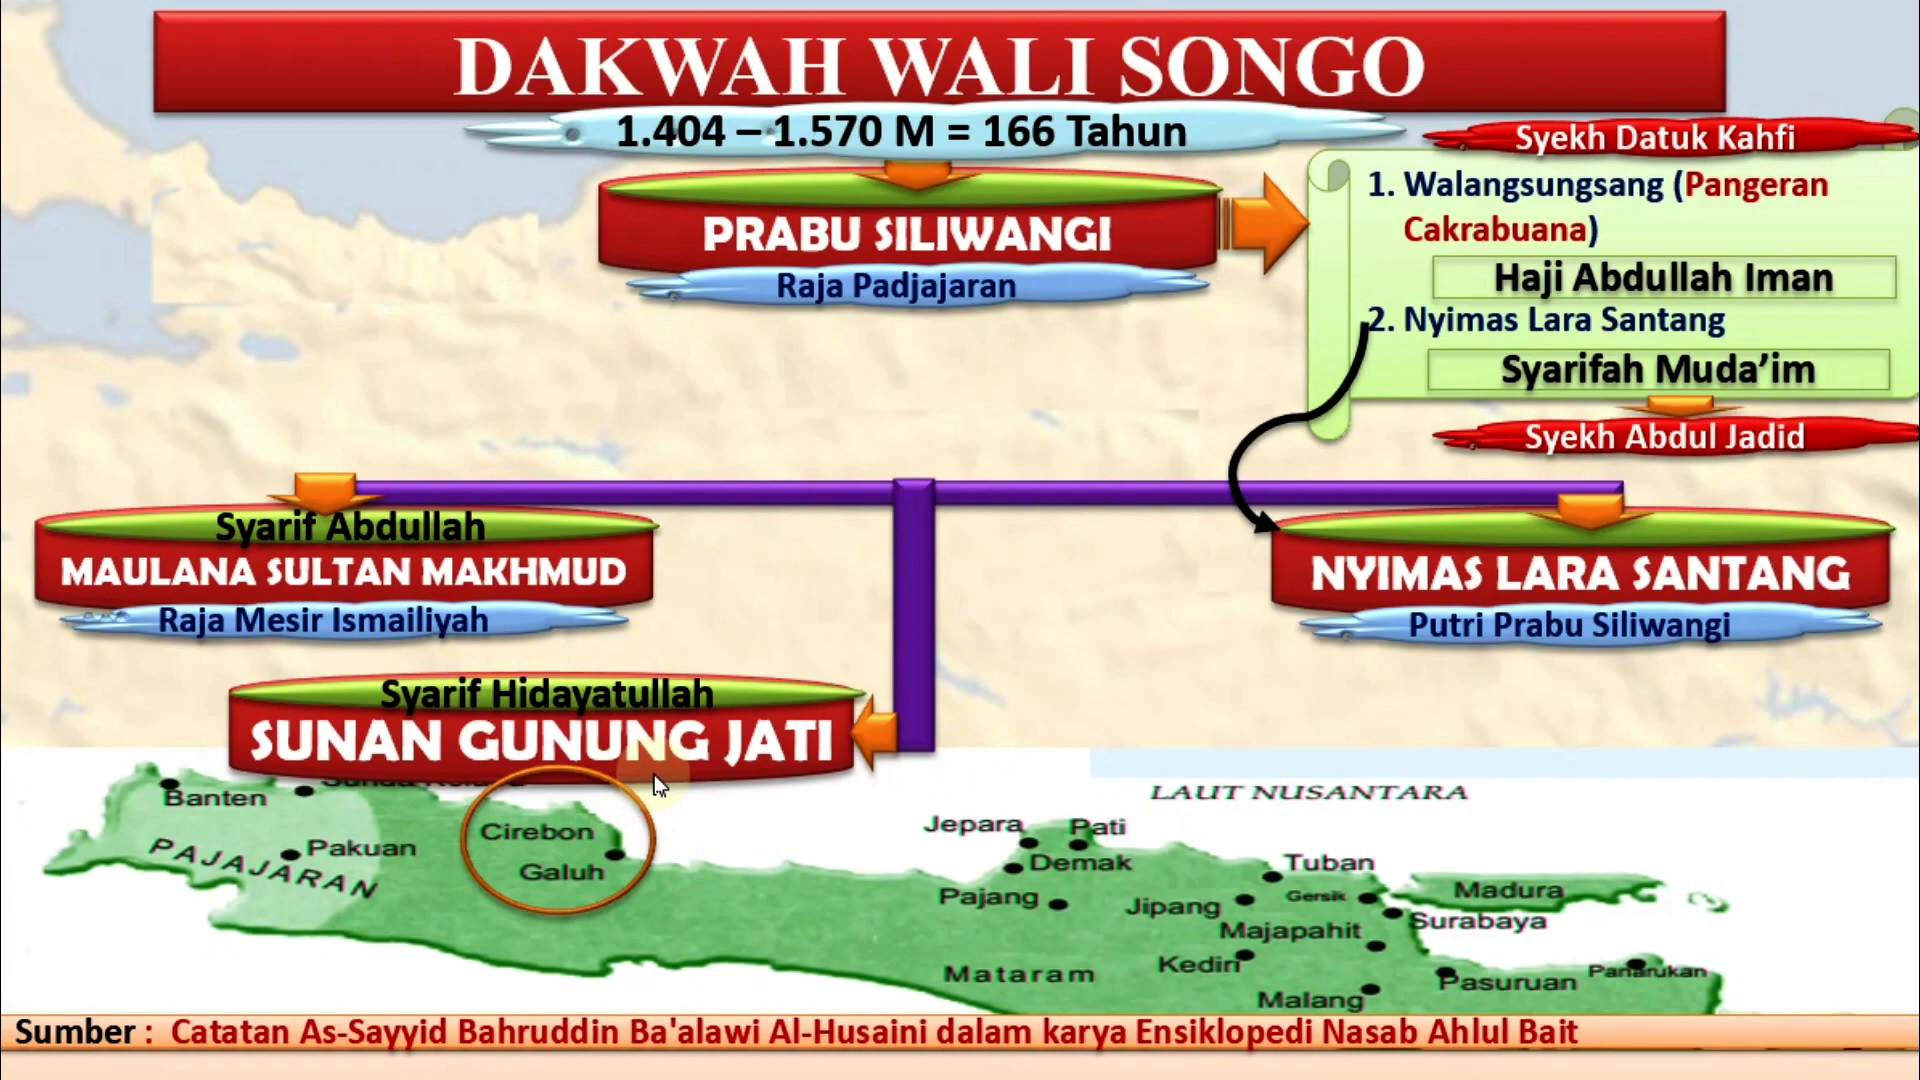 DAKWAH WALI SONGO
1.404 – 1.570 M = 166 Tahun
Syekh Datuk Kahfi
PRABU SILIWANGI
Raja Padjajaran
1. Walangsungsang (Pangeran
Cakrabuana)
Haji Abdullah Iman
2. Nyimas Lara Santang
Syarifah Muda’im
Syekh Abdul Jadid
Syarif Abdullah
MAULANA SULTAN MAKHMUD
Raja Mesir Ismailiyah
NYIMAS LARA SANTANG
Putri Prabu Siliwangi
Syarif Hidayatullah
SUNAN GUNUNG JATI
LAUT NUSANTARA
Banten
Cirebon
Jepara
Pati
Pakuan
PAJAJARAN
Galuh
Demak
Tuban
Pajang
Jipang
Gersik
Madura
Surabaya
Majapahit
Mataram
Kediri
Malang
Pasuruan
Panarukan
Sumber : Catatan As-Sayyid Bahruddin Ba'alawi Al-Husaini dalam karya Ensiklopedi Nasab Ahlul Bait